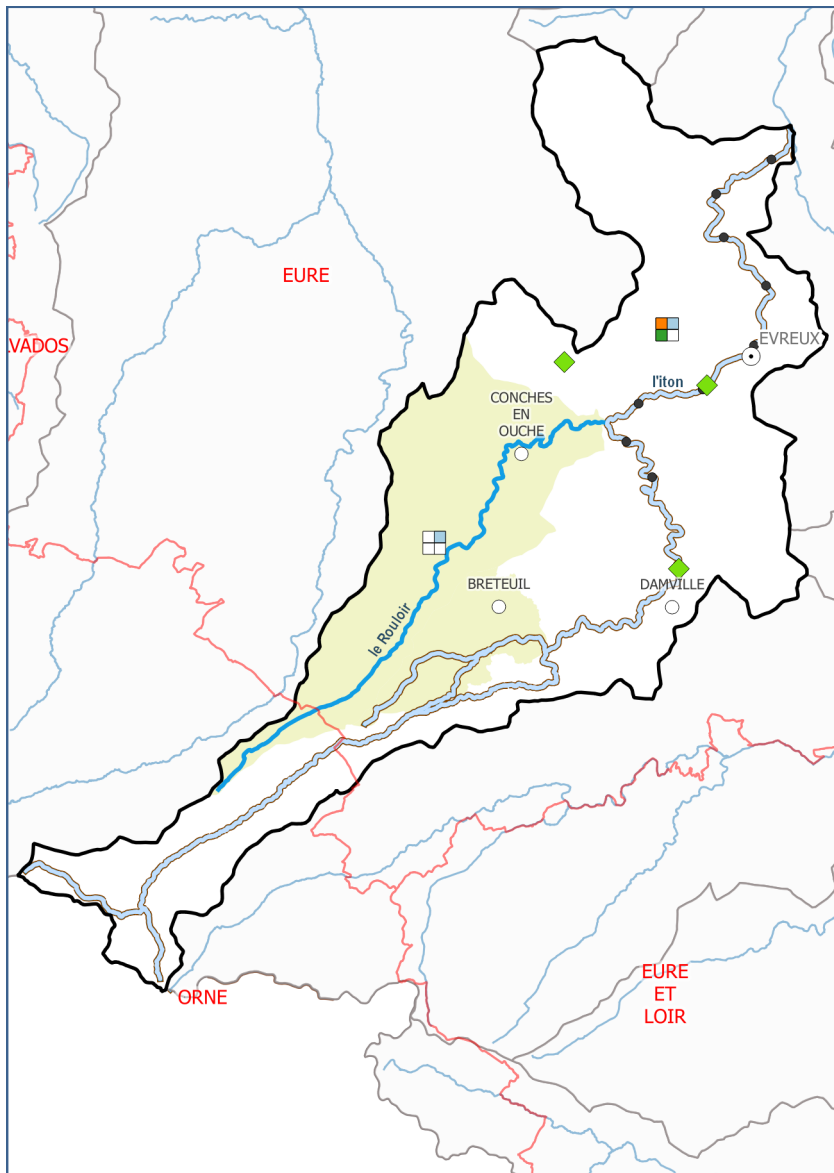 EURE
VADOS
EVREUX
l'iton
CONCHES
EN
OUCHE
BRETEUIL
DAMVILLE
le Rouloir
EURE
ET
LOIR
ORNE